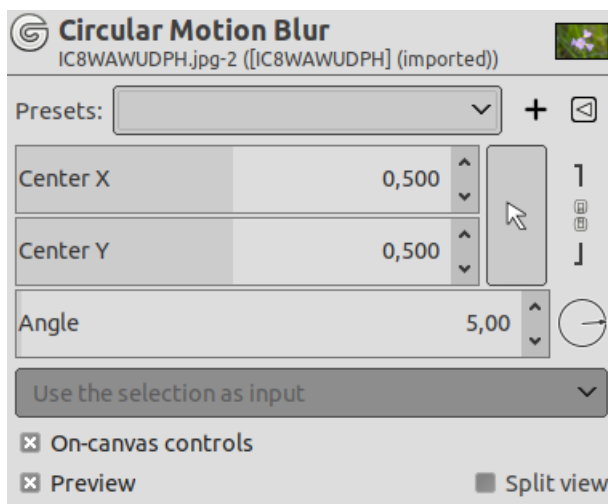 Circular Motion Blur
IC8WAWUDPH.jpg-2 ([IC8WAWUDPH] (imported))
Presets:
Center X 0,500
Center Y 0,500
Angle 5,00
Use the selection as input
On-canvas controls
Preview Split view